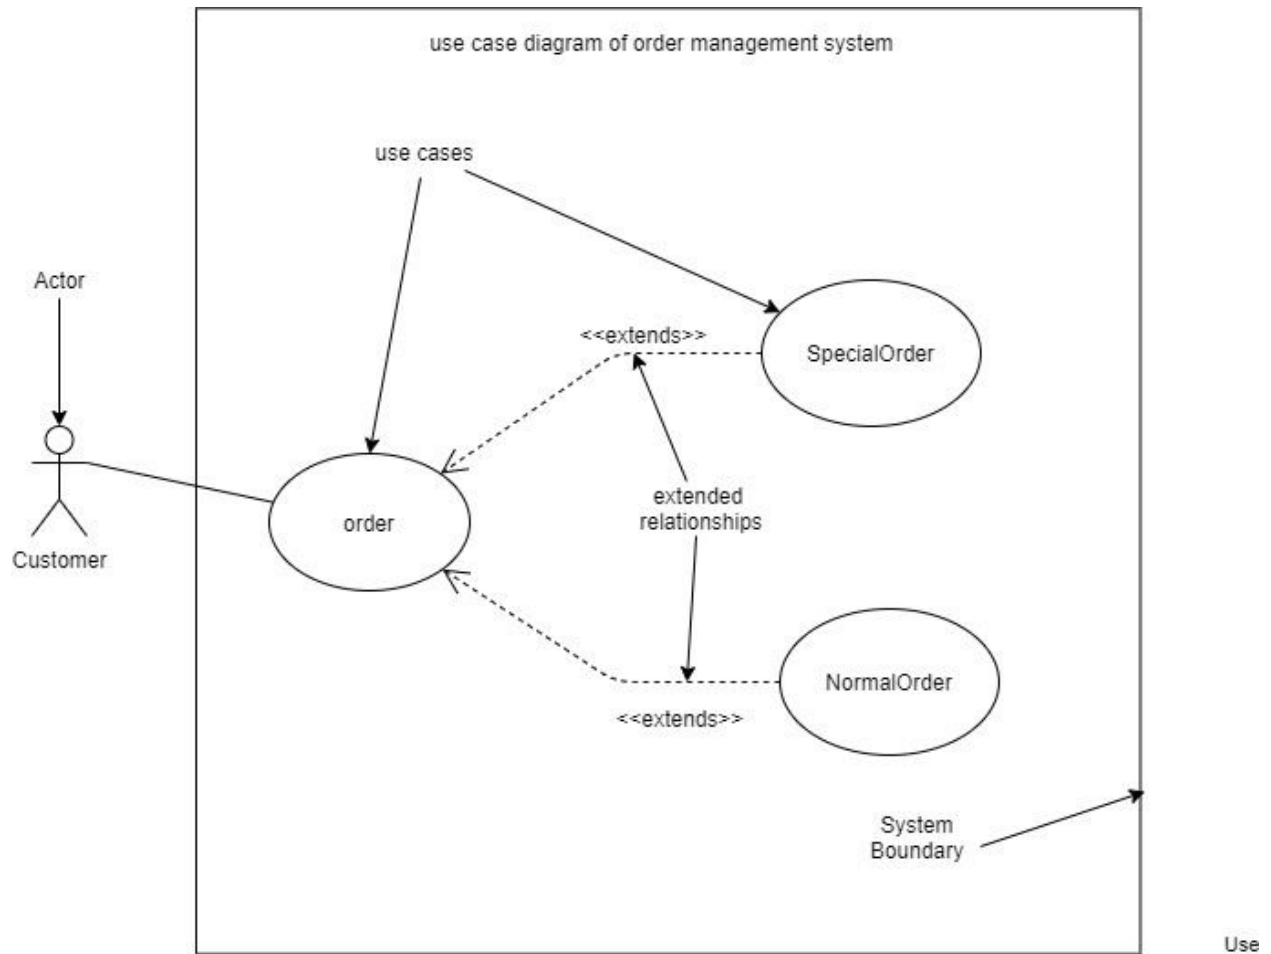 use case diagram of order management system
use cases
Actor
<<extends>>
SpecialOrder
extended
relationships
order
Customer
NormalOrder
<<extends>>
System
Boundary
Use